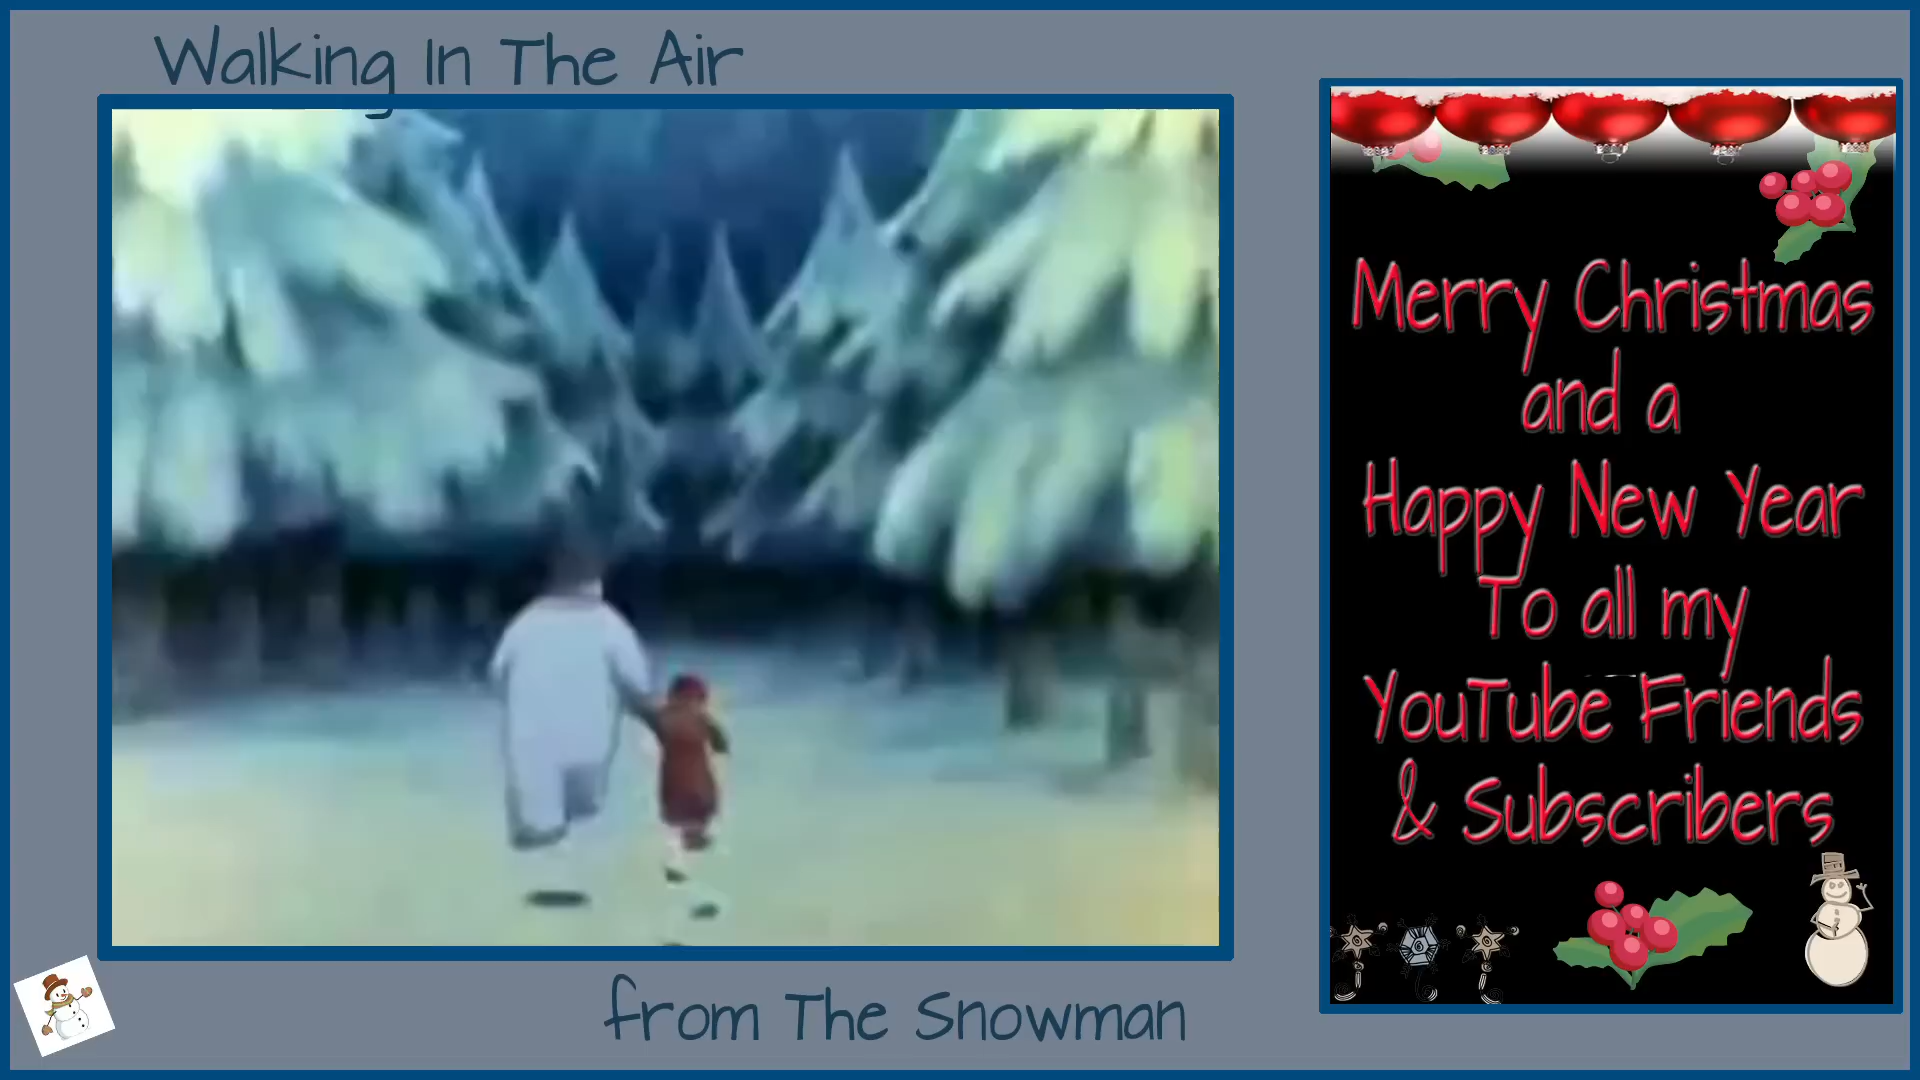 Walking In The Air
from The Snowman
Merry Christmas
and a
Happy New Year
To all my
YouTube Friends
& Subscribers